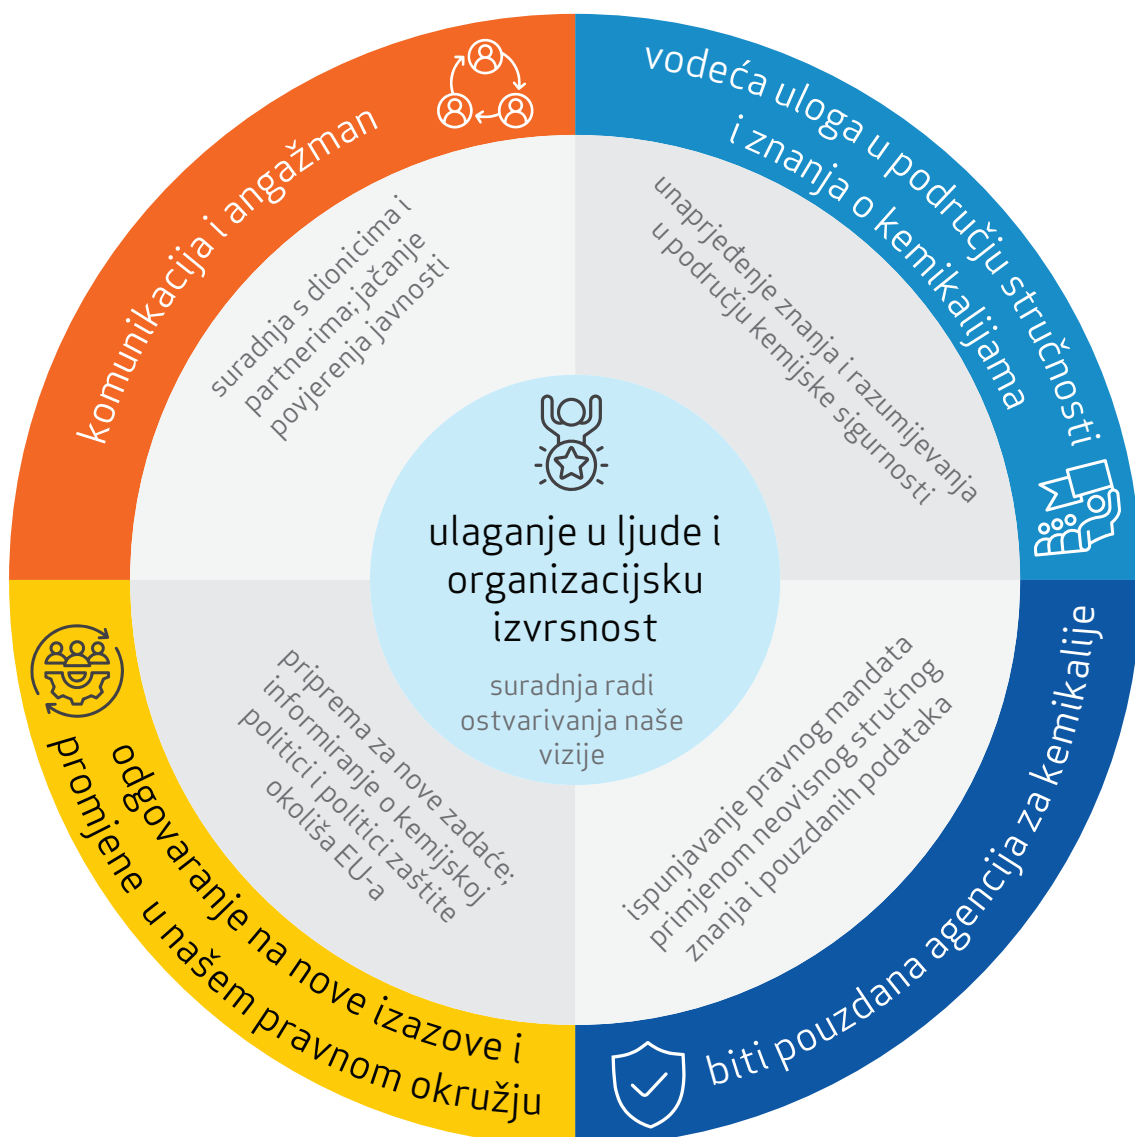 komunikacija i angažman
suradnja s dionicima i
partnerima; jačanje
povjerenja javnosti
vodeća uloga u području stručnosti
i znanja o kemikalijama
unaprjeđenje znanja i razumijevanja
u području kemijske sigurnosti
ulaganje u ljude i
organizacijsku
izvrsnost
suradnja radi
ostvarivanja naše
vizije
odgovaranje na nove izazove i
promjene u našem pravnom okružju
priprema za nove zadaće;
informiranje o kemijskoj
politici i politici zaštite
okoliša EU-a
biti pouzdana agencija za kemikalije
ispunjavanje pravnog mandata
primjenom neovisnog stručnog
znanja i pouzdanih podataka